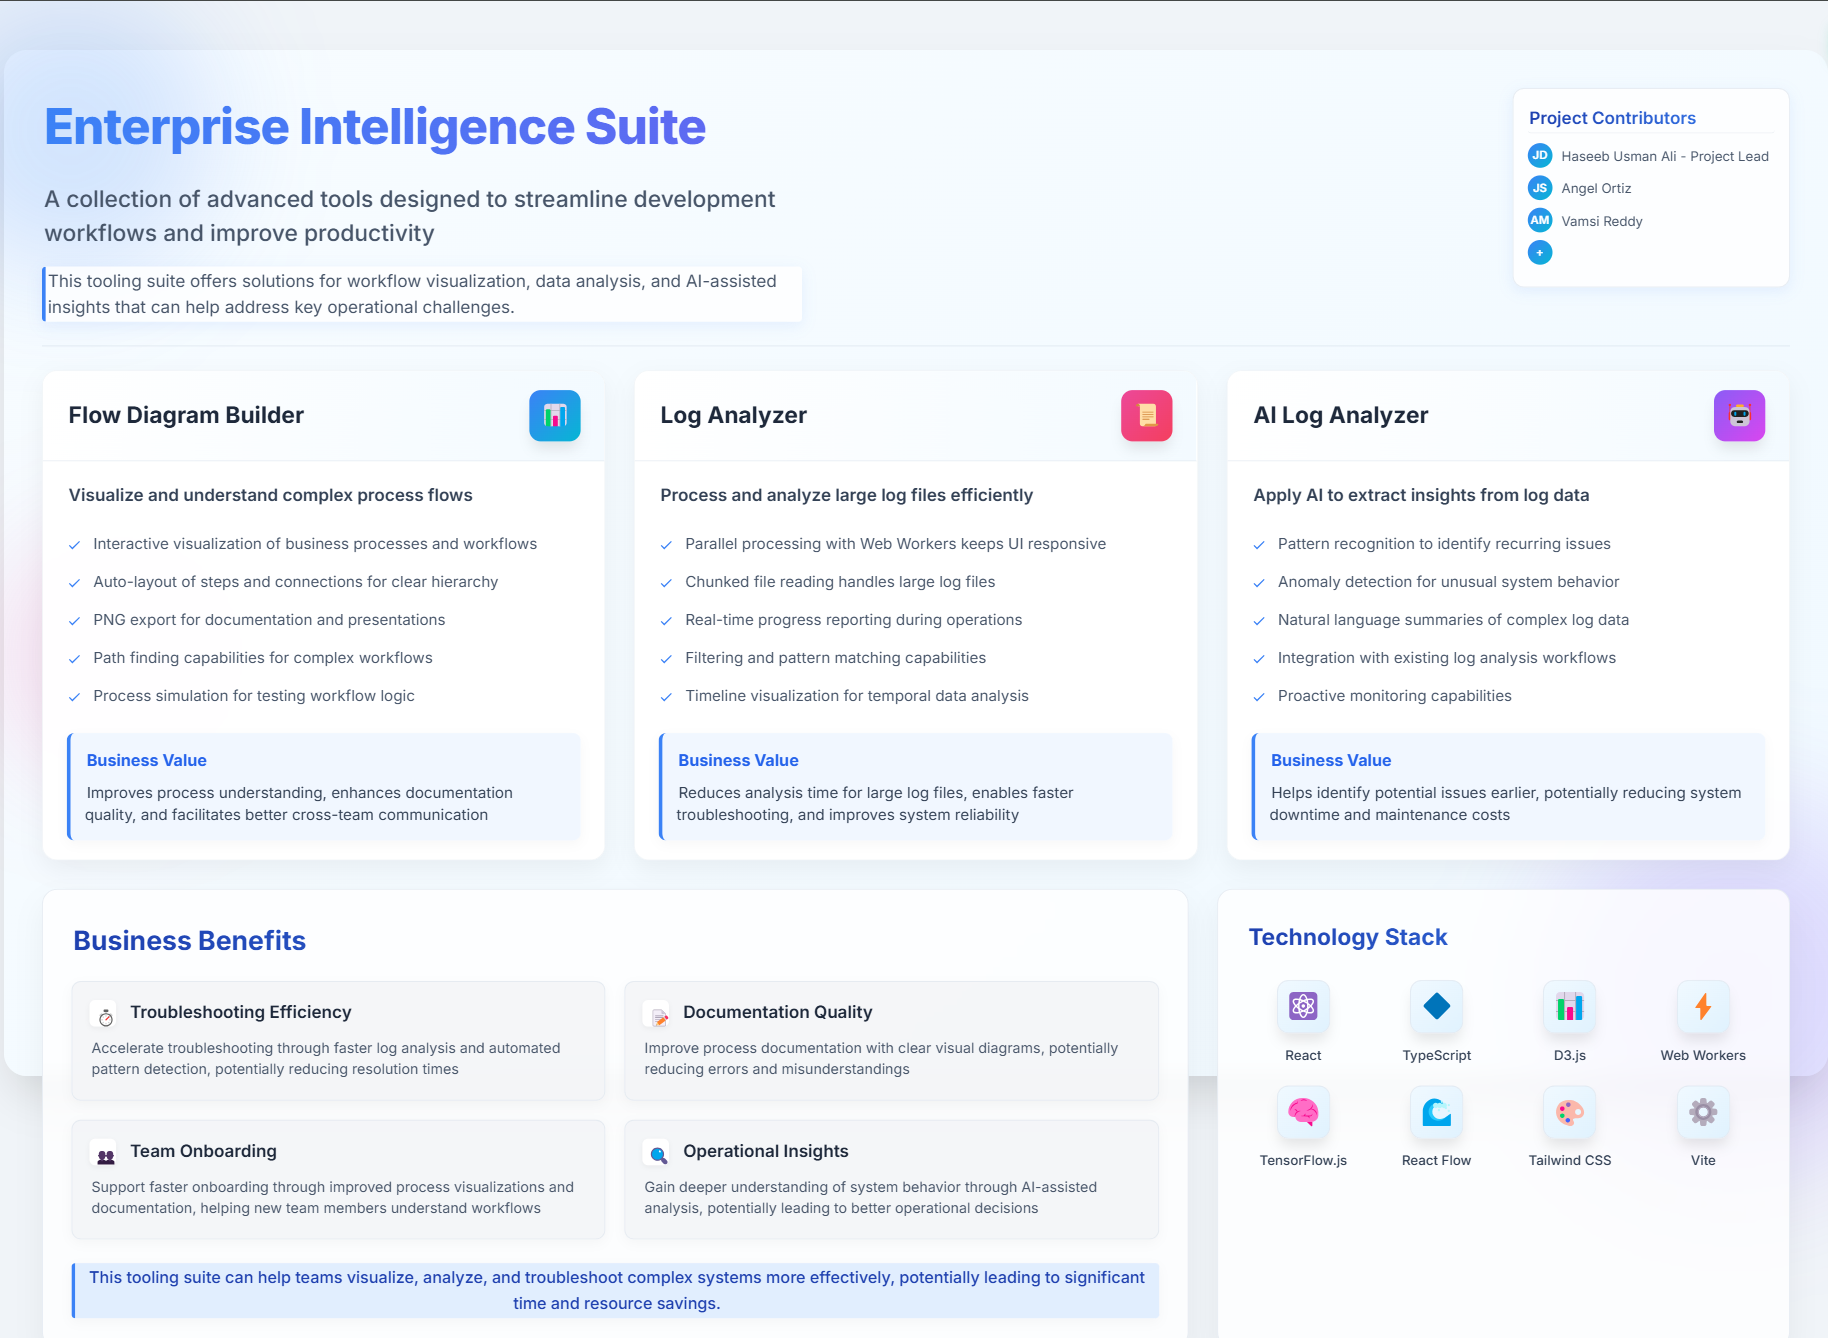 Enterprise Intelligence Suite
A collection of advanced tools designed to streamline development
workflows and improve productivity
This tooling suite offers solutions for workflow visualization, data analysis, and AI-assisted
insights that can help address key operational challenges.
Project Contributors
JD Haseeb Usman Ali - Project Lead
JS Angel Ortiz
AM Vamsi Reddy
+
Flow Diagram Builder
Visualize and understand complex process flows
Interactive visualization of business processes and workflows
Auto-layout of steps and connections for clear hierarchy
PNG export for documentation and presentations
Path finding capabilities for complex workflows
Process simulation for testing workflow logic
Business Value
Improves process understanding, enhances documentation
quality, and facilitates better cross-team communication
Log Analyzer
Process and analyze large log files efficiently
Parallel processing with Web Workers keeps UI responsive
Chunked file reading handles large log files
Real-time progress reporting during operations
Filtering and pattern matching capabilities
Timeline visualization for temporal data analysis
Business Value
Reduces analysis time for large log files, enables faster
troubleshooting, and improves system reliability
AI Log Analyzer
Apply AI to extract insights from log data
Pattern recognition to identify recurring issues
Anomaly detection for unusual system behavior
Natural language summaries of complex log data
Integration with existing log analysis workflows
Proactive monitoring capabilities
Business Value
Helps identify potential issues earlier, potentially reducing system
downtime and maintenance costs
Business Benefits
Troubleshooting Efficiency
Accelerate troubleshooting through faster log analysis and automated
pattern detection, potentially reducing resolution times
Documentation Quality
Improve process documentation with clear visual diagrams, potentially
reducing errors and misunderstandings
Team Onboarding
Support faster onboarding through improved process visualizations and
documentation, helping new team members understand workflows
Operational Insights
Gain deeper understanding of system behavior through AI-assisted
analysis, potentially leading to better operational decisions
This tooling suite can help teams visualize, analyze, and troubleshoot complex systems more effectively, potentially leading to significant
time and resource savings.
Technology Stack
React
TypeScript
D3.js
Web Workers
TensorFlow.js
React Flow
Tailwind CSS
Vite